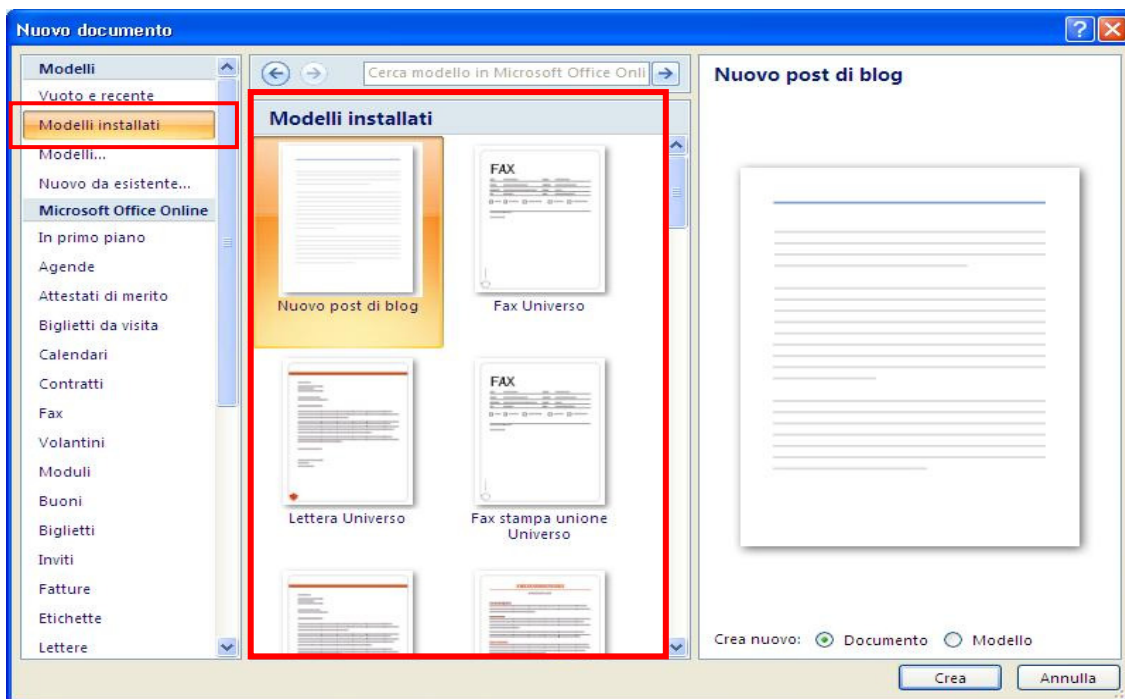 Nuovo documento
Modelli
Vuoto e recente
Modelli installati
Modelli...
Nuovo da esistente...
Microsoft Office Online
In primo piano
Agende
Attestati di merito
Biglietti da visita
Calendari
Contratti
Fax
Volantini
Moduli
Buoni
Biglietti
Inviti
Fatture
Etichette
Lettere
Cerca modello in Microsoft Office Onli
Modelli installati
FAX
Nuovo post di blog
Fax Universo
FAX
Lettera Universo
Fax stampa unione
Universo
Nuovo post di blog
Crea nuovo: Documento Modello
Crea Annulla